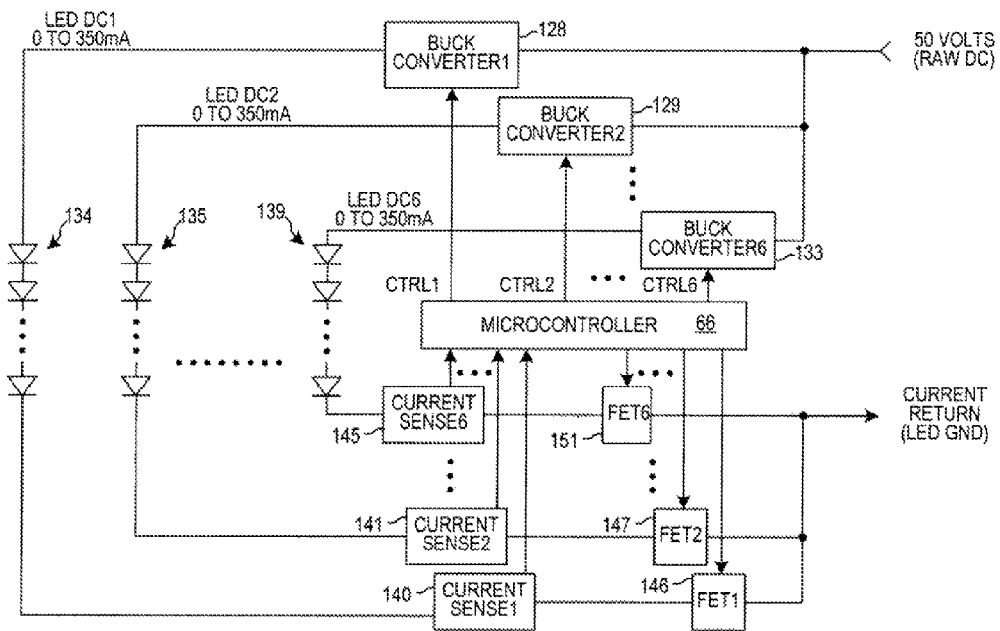 LED DC1
0 TO 350mA
BUCK
CONVERTER1
128
50 VOLTS
(RAW DC)
LED DC2
0 TO 350mA
BUCK
CONVERTER2
129
LED DC6
0 TO 350mA
BUCK
CONVERTER6
133
134
135
139
CTRL1
CTRL2
CTRL6
MICROCONTROLLER 66
CURRENT
SENSE6
145
FET6
151
CURRENT
RETURN
(LED GND)
141
CURRENT
SENSE2
147
FET2
140
CURRENT
SENSE1
146
FET1